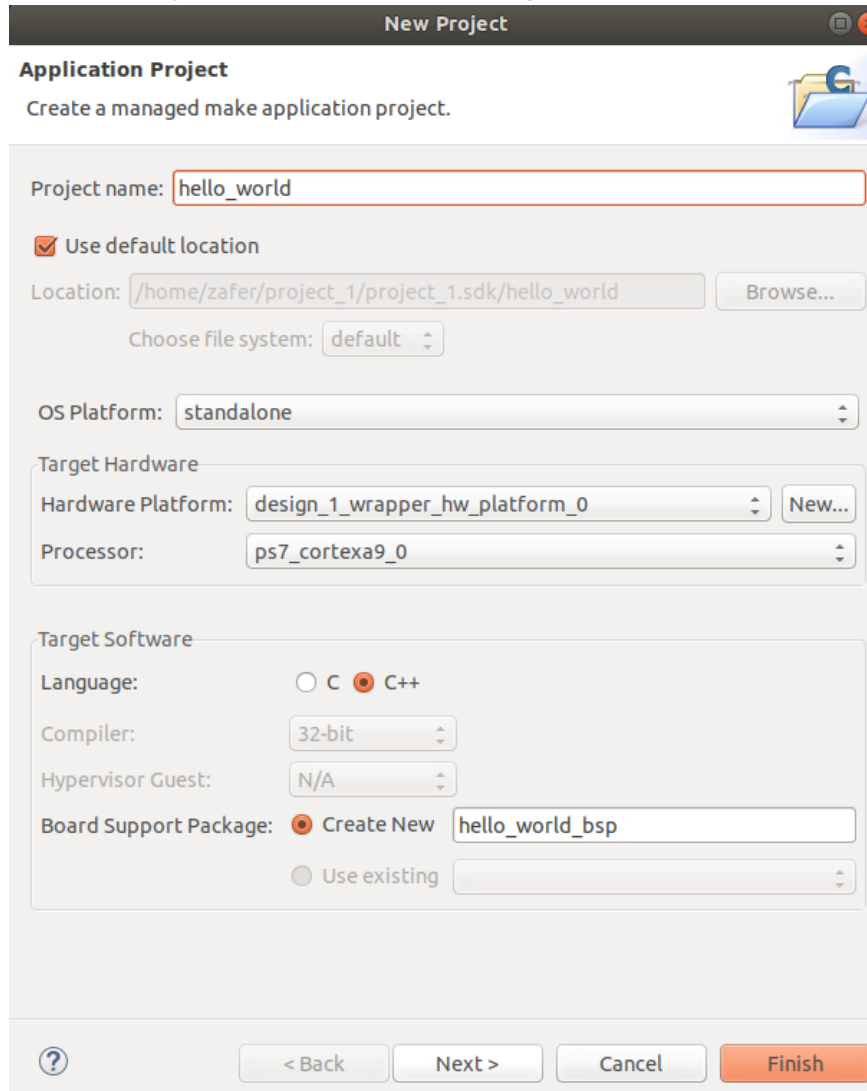 New Project
Application Project
Create a managed make application project.
C
Project name: hello_world
Use default location
Location: /home/zafer/project_1/project_1.sdk/hello_world Browse...
Choose file system: default
OS Platform: standalone
Target Hardware
Hardware Platform: design_1_wrapper_hw_platform_0 New...
Processor: ps7_cortexa9_0
Target Software
Language: C C++
Compiler: 32-bit
Hypervisor Guest: N/A
Board Support Package: Create New hello_world_bsp
Use existing
? < Back Next > Cancel Finish